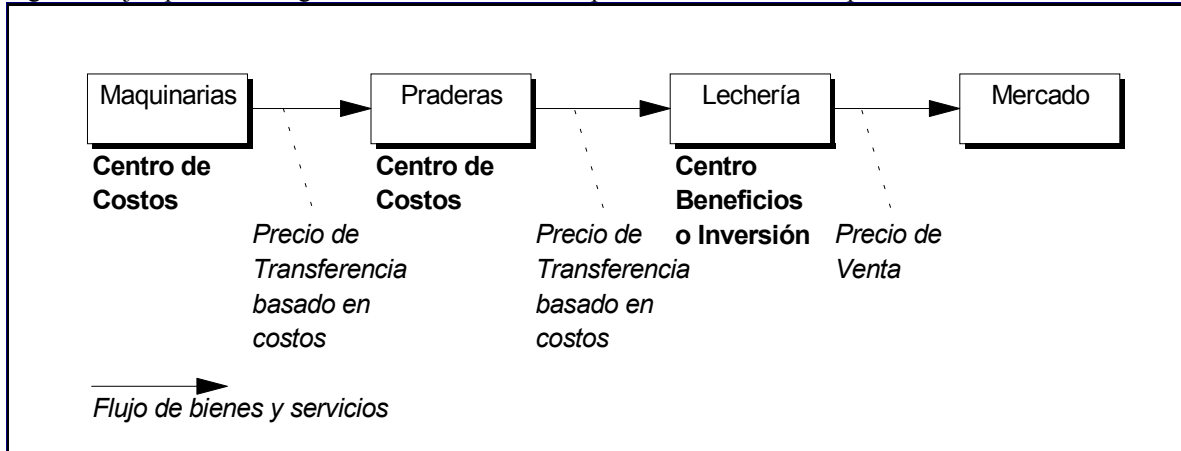 Maquinarias
Praderas
Lechería
Mercado
Centro de
Costos
Centro de
Costos
Centro
Beneficios
o Inversión
Precio de
Transferencia
basado en
costos
Precio de
Transferencia
basado en
costos
Precio de
Venta
Flujo de bienes y servicios